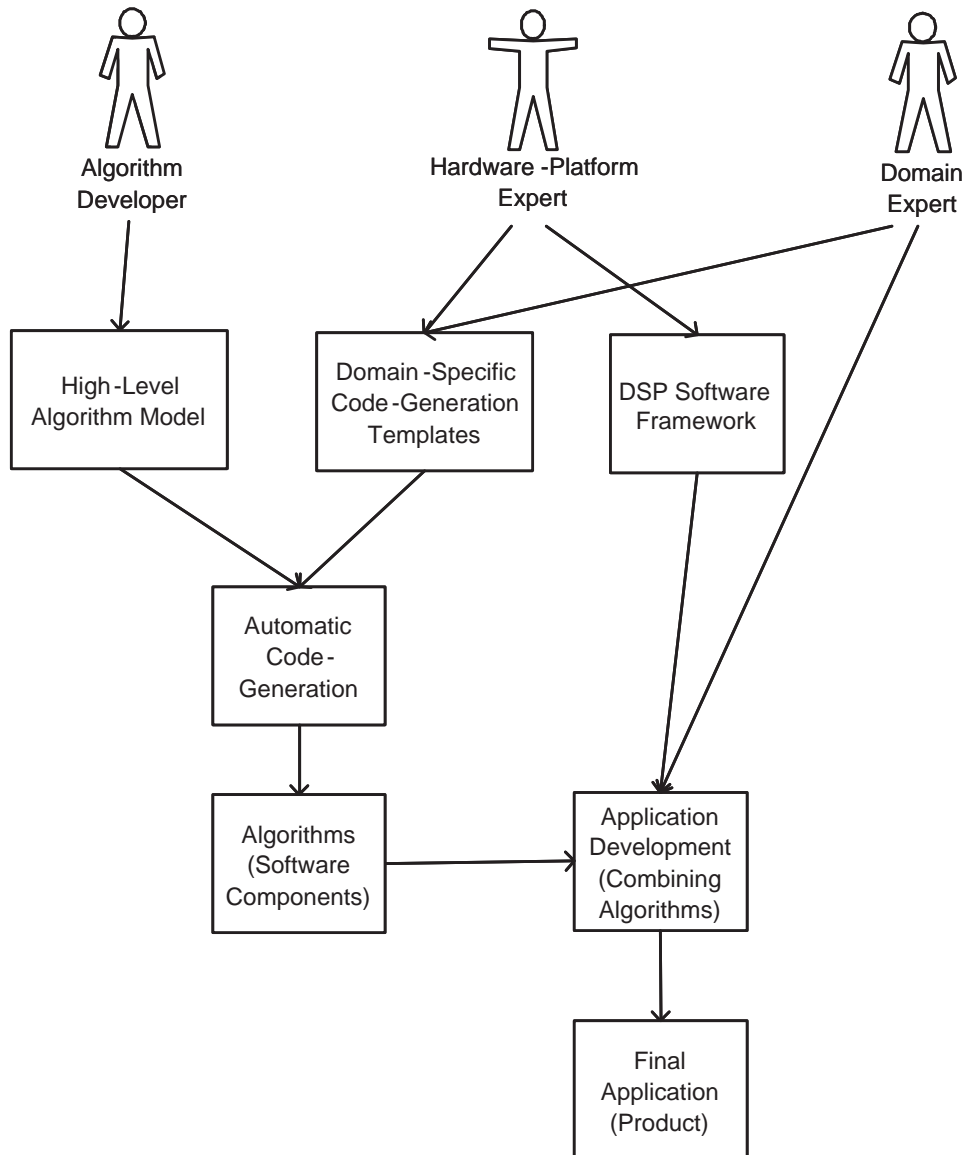 Algorithm
Developer
Hardware -Platform
Expert
Domain
Expert
High-Level
Algorithm Model
Domain -Specific
Code-Generation
Templates
DSP Software
Framework
Automatic
Code-
Generation
Algorithms
(Software
Components)
Application
Development
(Combining
Algorithms)
Final
Application
(Product)